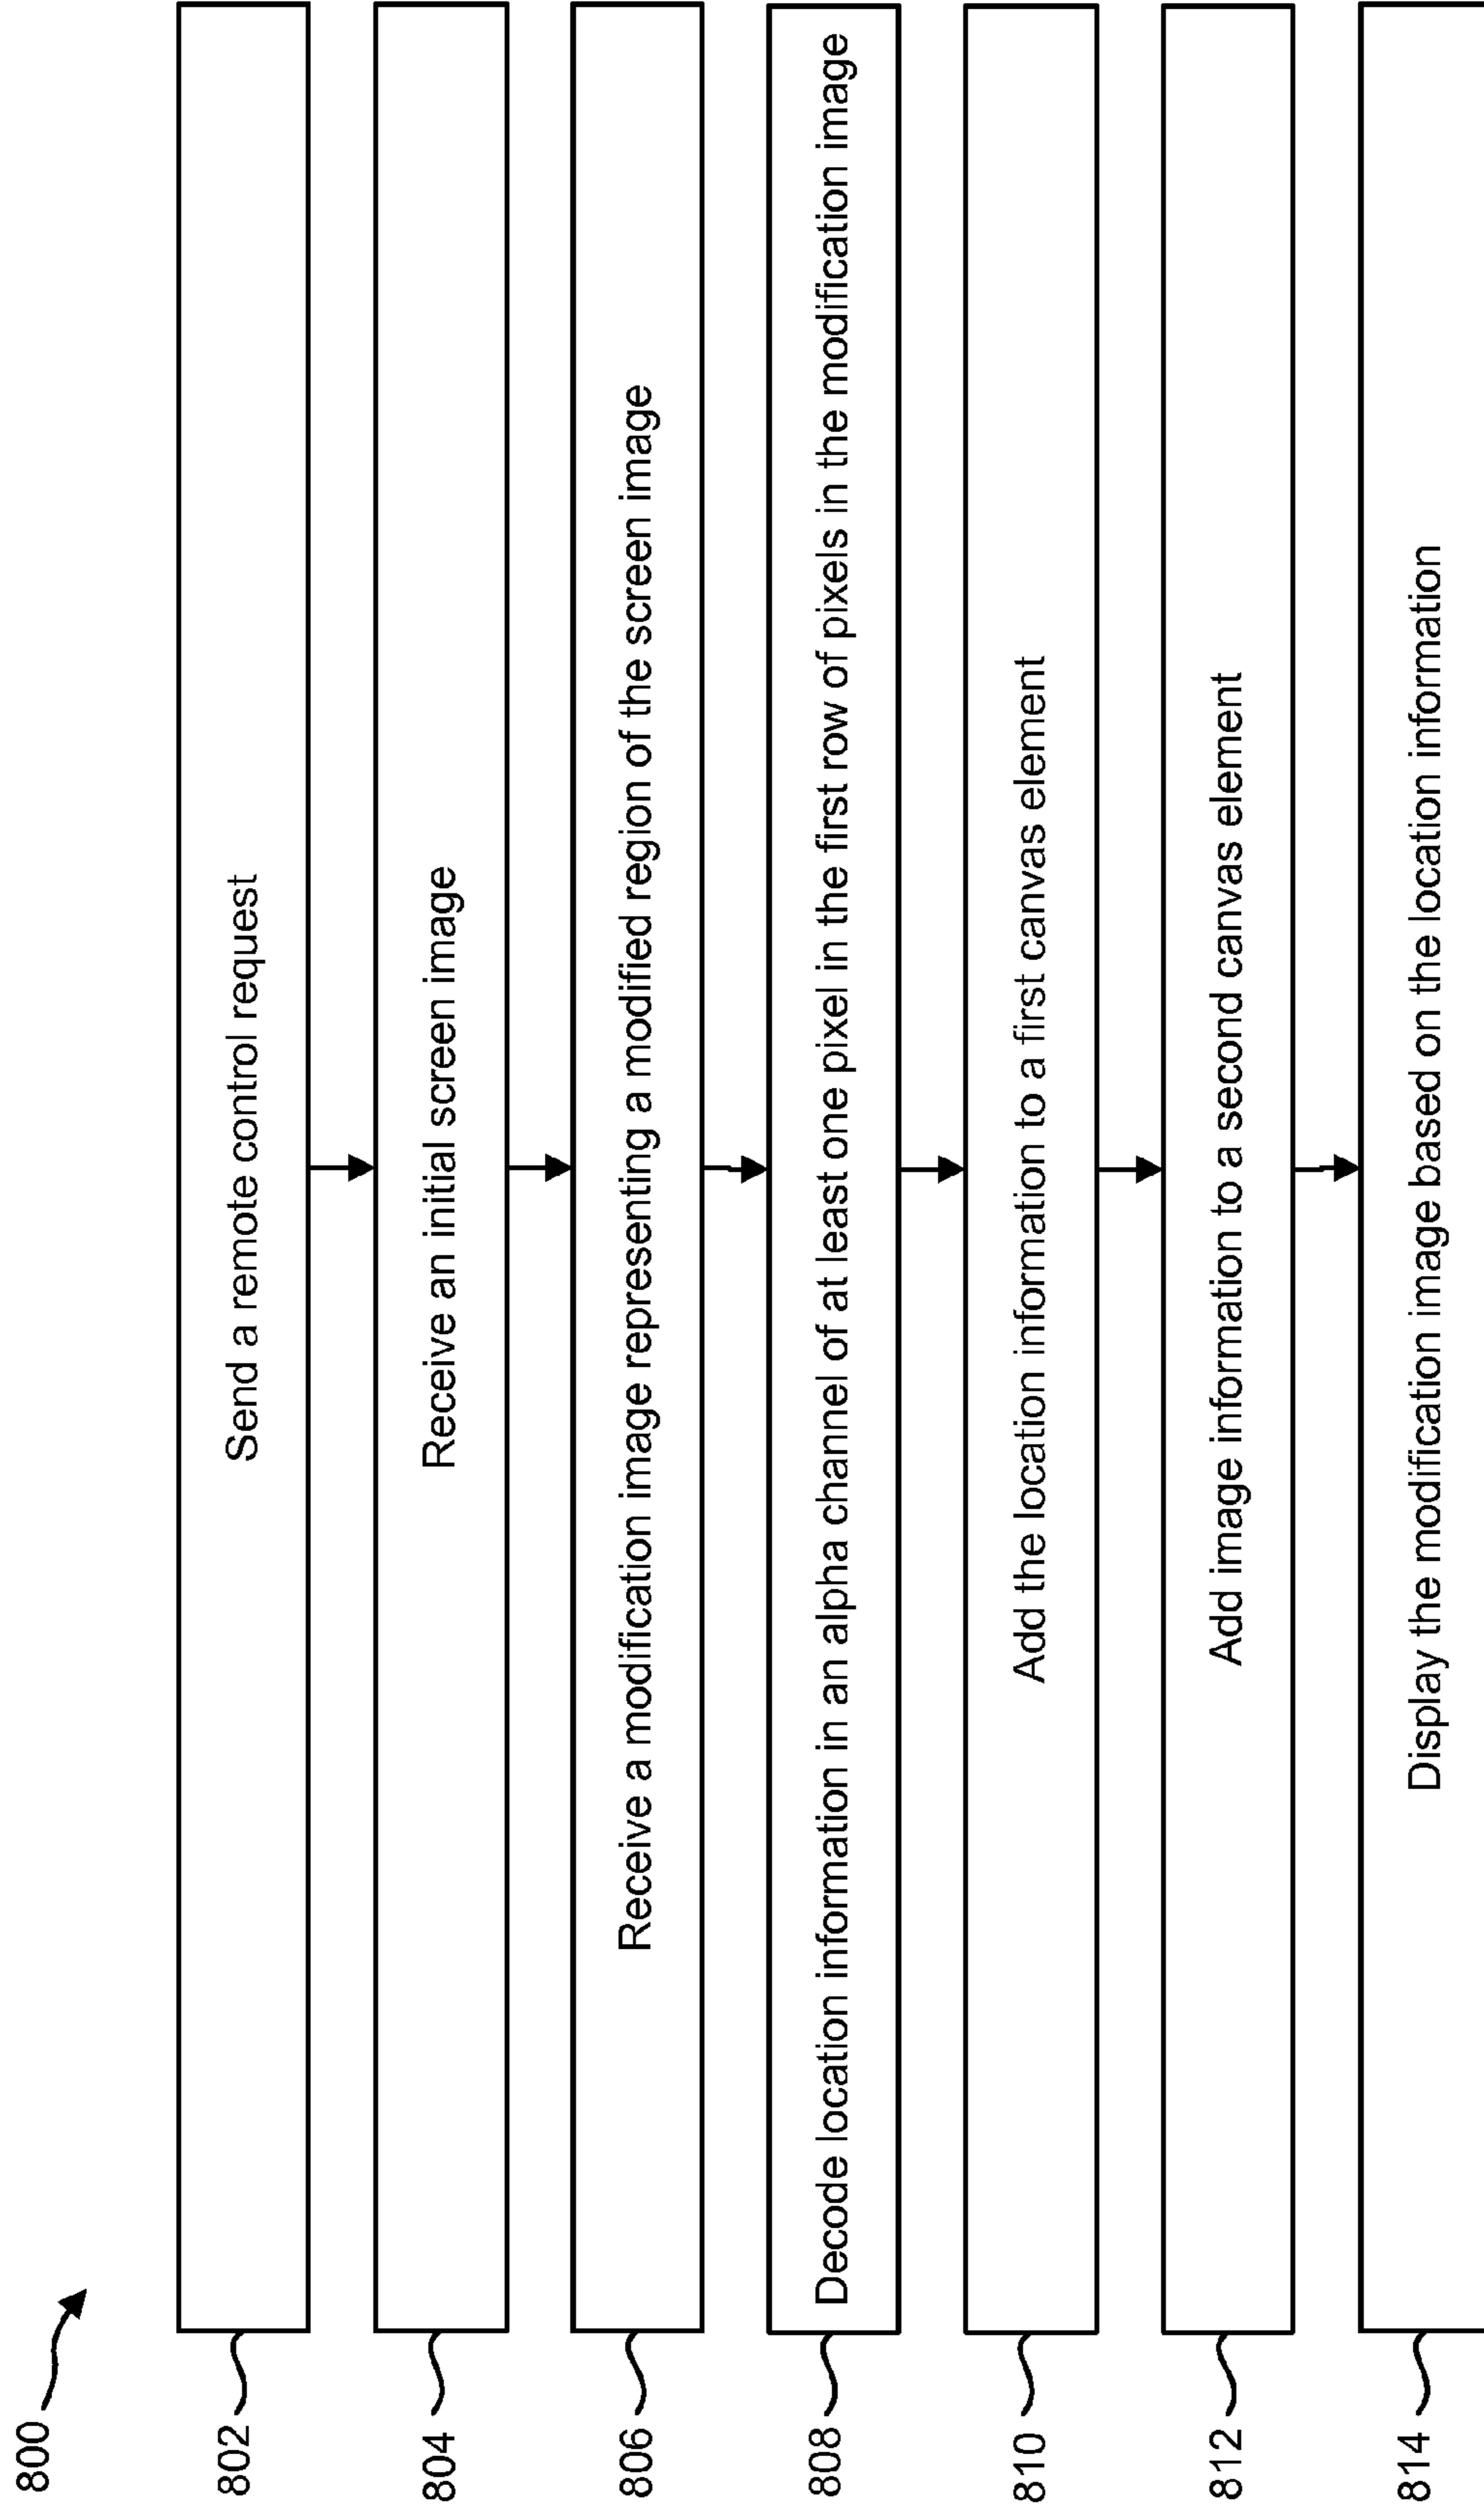 800
802
Send a remote control request
804
Receive an initial screen image
806
Receive a modification image representing a modified region of the screen image
808
Decode location information in an alpha channel of at least one pixel in the first row of pixels in the modification image
810
Add the location information to a first canvas element
812
Add image information to a second canvas element
814
Display the modification image based on the location information